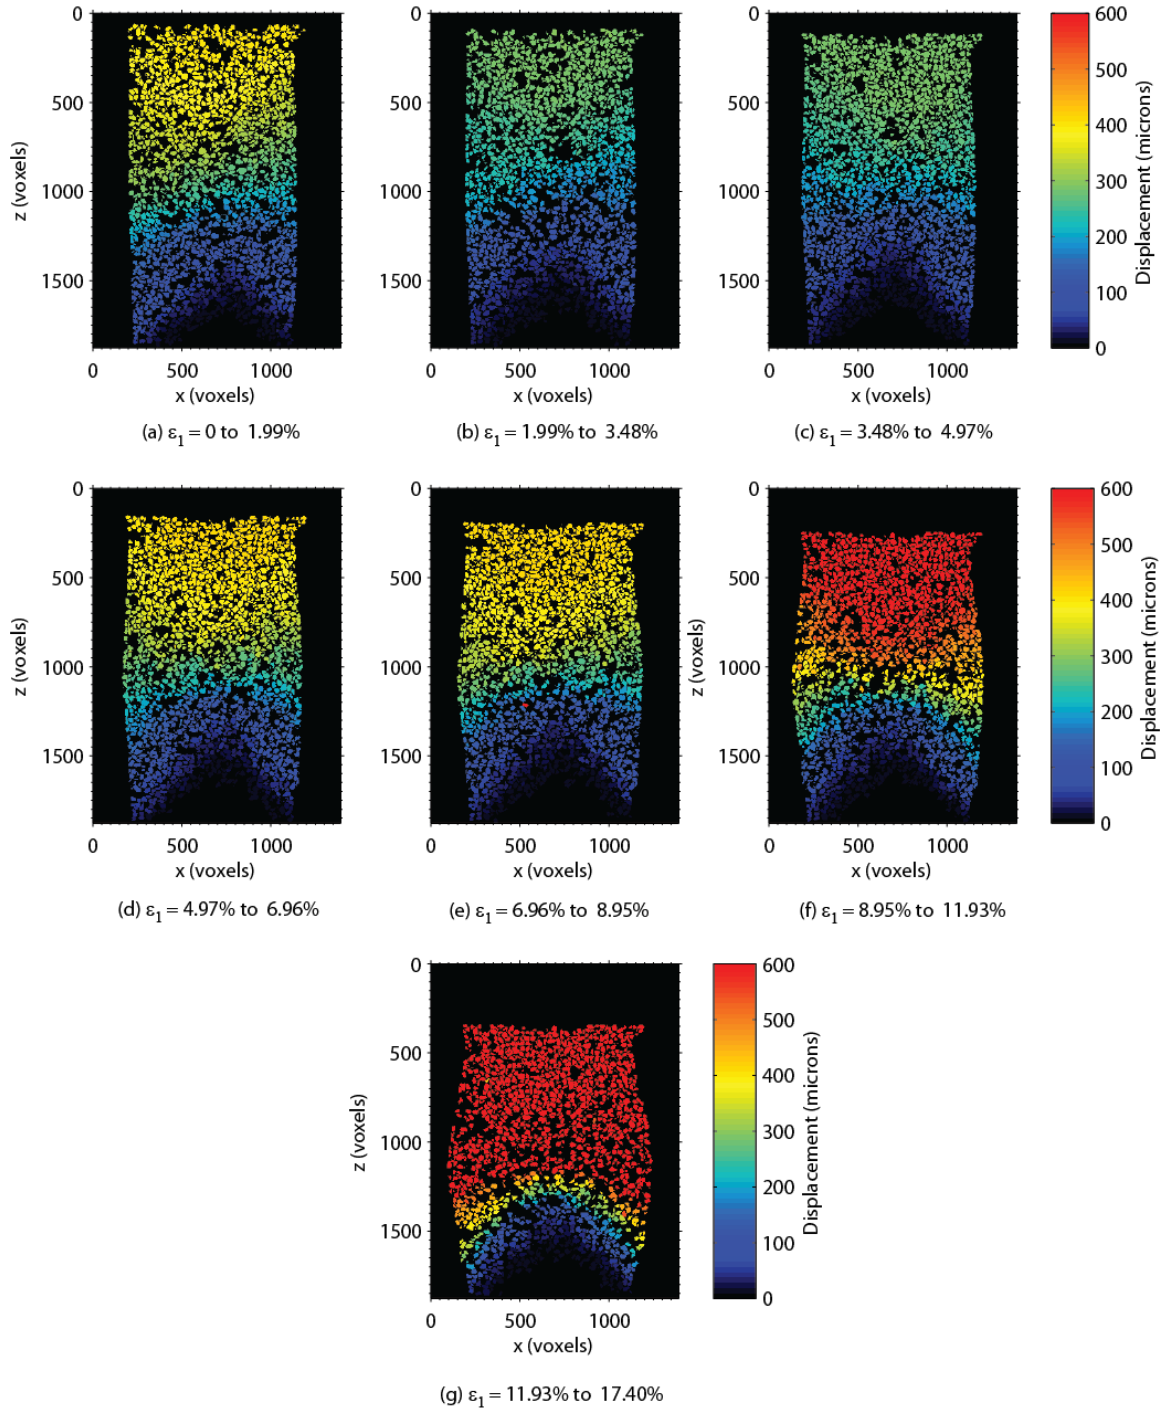 0
500
1000
1500
z (voxels)
0 500 1000
x (voxels)
(a) ε1 = 0 to 1.99%
0
500
1000
1500
0 500 1000
x (voxels)
(b) ε1 = 1.99% to 3.48%
0
500
1000
1500
0 500 1000
x (voxels)
(c) ε1 = 3.48% to 4.97%
600
500
400
300
200
100
0
Displacement (microns)
0
500
1000
1500
z (voxels)
0 500 1000
x (voxels)
(d) ε1 = 4.97% to 6.96%
0
500
1000
1500
0 500 1000
x (voxels)
(e) ε1 = 6.96% to 8.95%
0
500
1000
1500
z (voxels)
0 500 1000
x (voxels)
(f) ε1 = 8.95% to 11.93%
600
500
400
300
200
100
0
Displacement (microns)
0
500
1000
1500
z (voxels)
0 500 1000
x (voxels)
(g) ε1 = 11.93% to 17.40%
600
500
400
300
200
100
0
Displacement (microns)